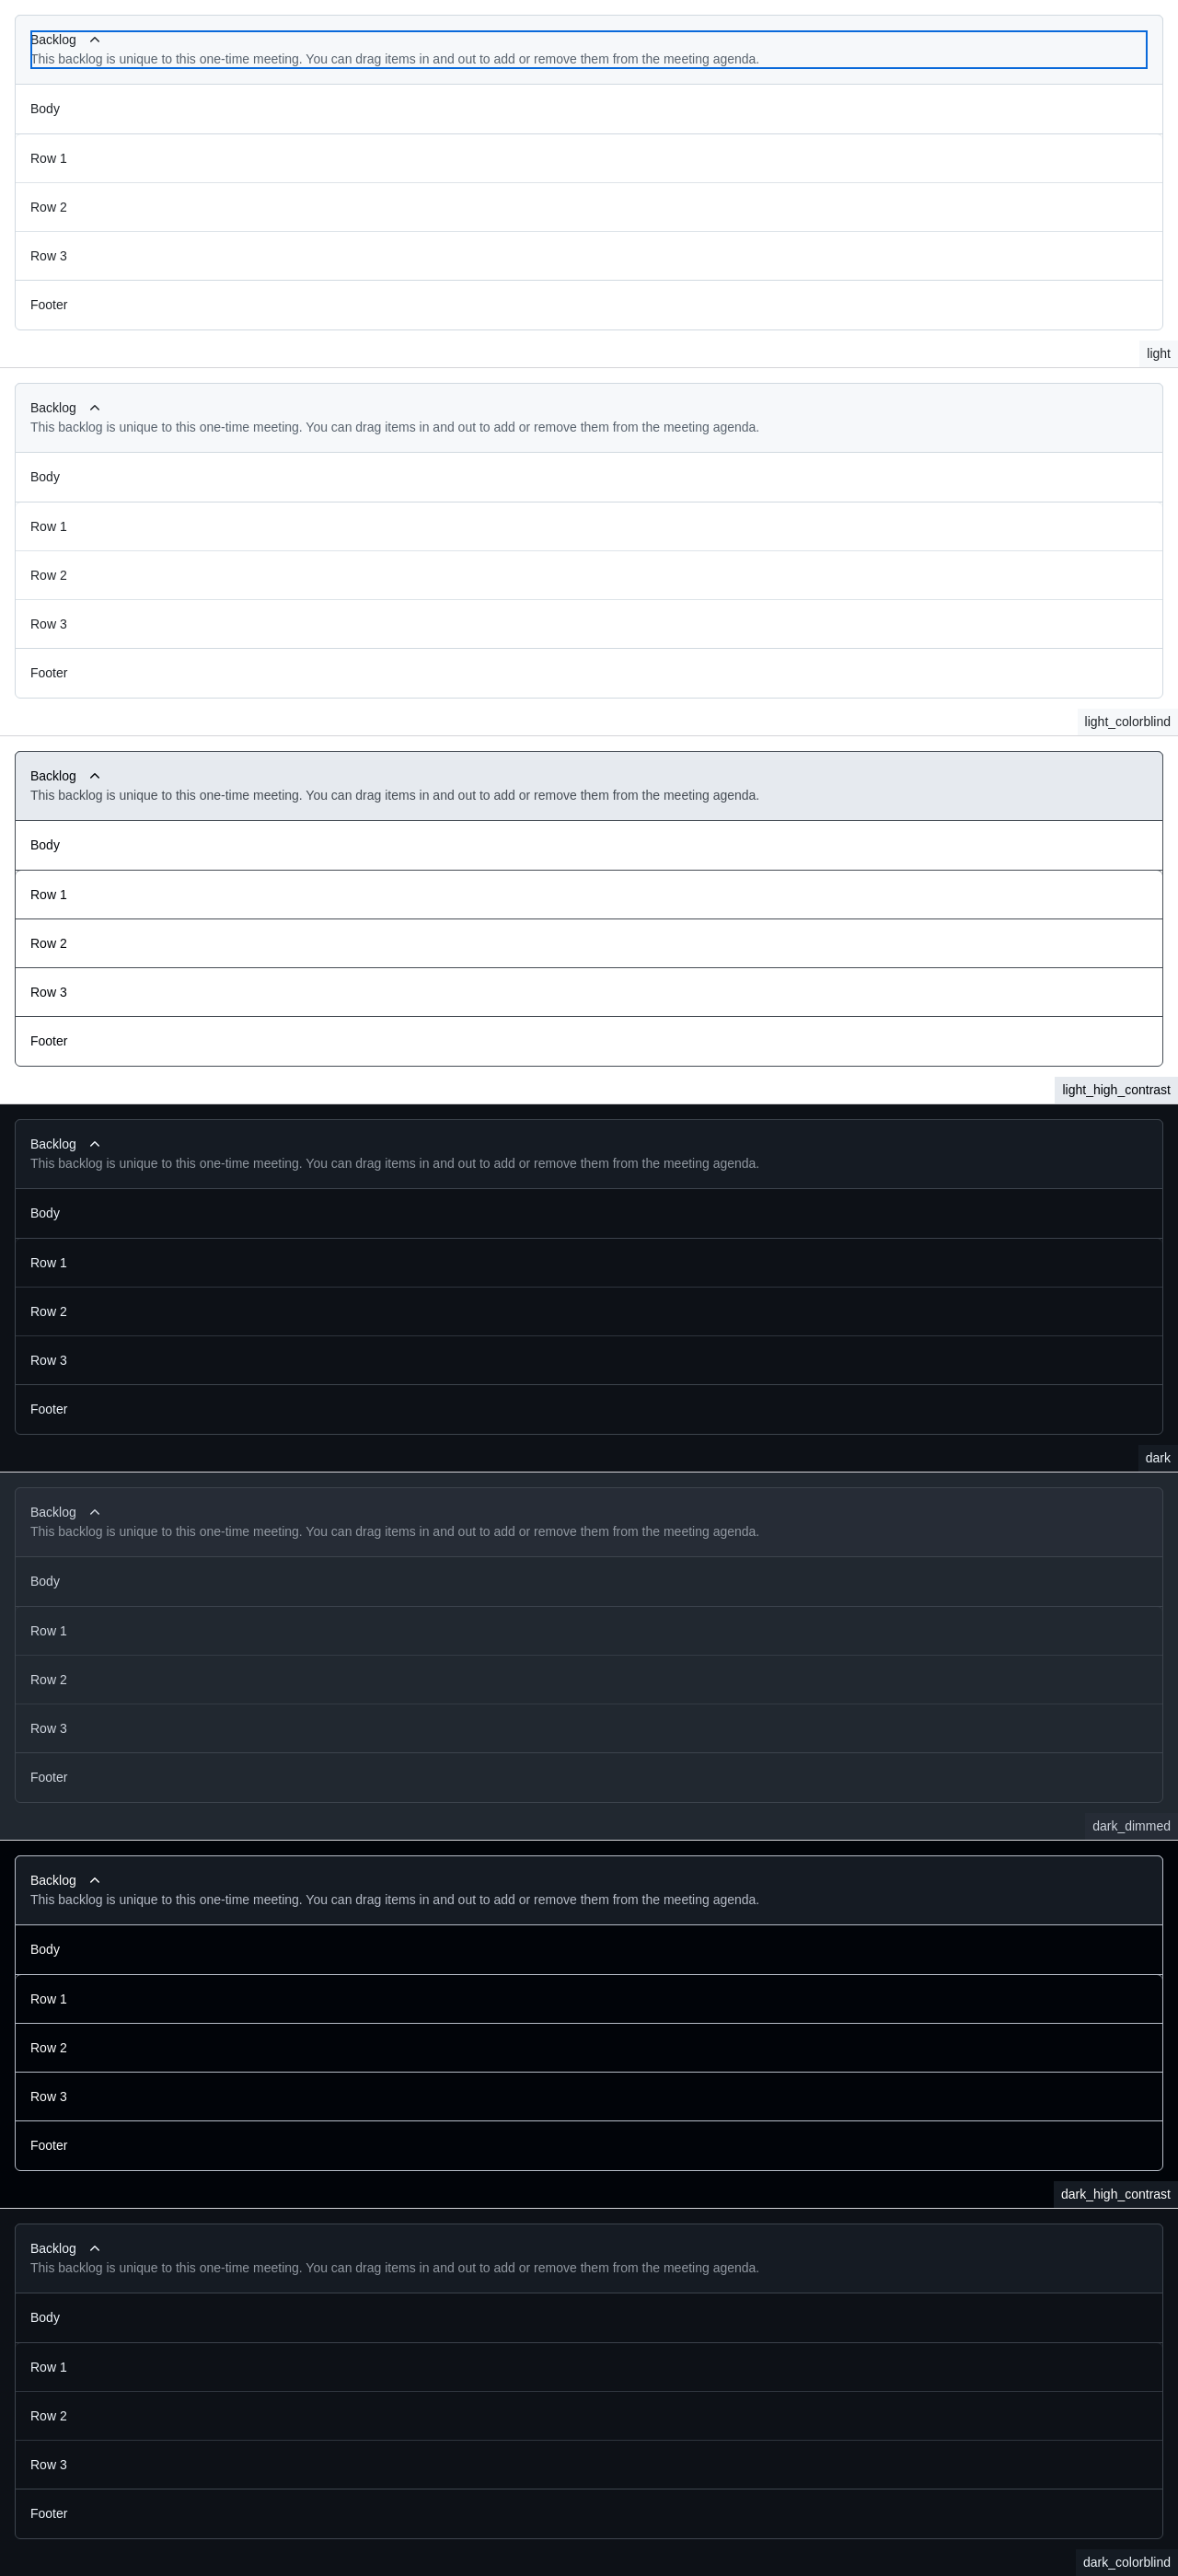 Backlog
This backlog is unique to this one-time meeting. You can drag items in and out to add or remove them from the meeting agenda.
Body
Row 1
Row 2
Row 3
Footer
light
Backlog
This backlog is unique to this one-time meeting. You can drag items in and out to add or remove them from the meeting agenda.
Body
Row 1
Row 2
Row 3
Footer
light_colorblind
Backlog
This backlog is unique to this one-time meeting. You can drag items in and out to add or remove them from the meeting agenda.
Body
Row 1
Row 2
Row 3
Footer
light_high_contrast
Backlog
This backlog is unique to this one-time meeting. You can drag items in and out to add or remove them from the meeting agenda.
Body
Row 1
Row 2
Row 3
Footer
dark
Backlog
This backlog is unique to this one-time meeting. You can drag items in and out to add or remove them from the meeting agenda.
Body
Row 1
Row 2
Row 3
Footer
dark_dimmed
Backlog
This backlog is unique to this one-time meeting. You can drag items in and out to add or remove them from the meeting agenda.
Body
Row 1
Row 2
Row 3
Footer
dark_high_contrast
Backlog
This backlog is unique to this one-time meeting. You can drag items in and out to add or remove them from the meeting agenda.
Body
Row 1
Row 2
Row 3
Footer
dark_colorblind